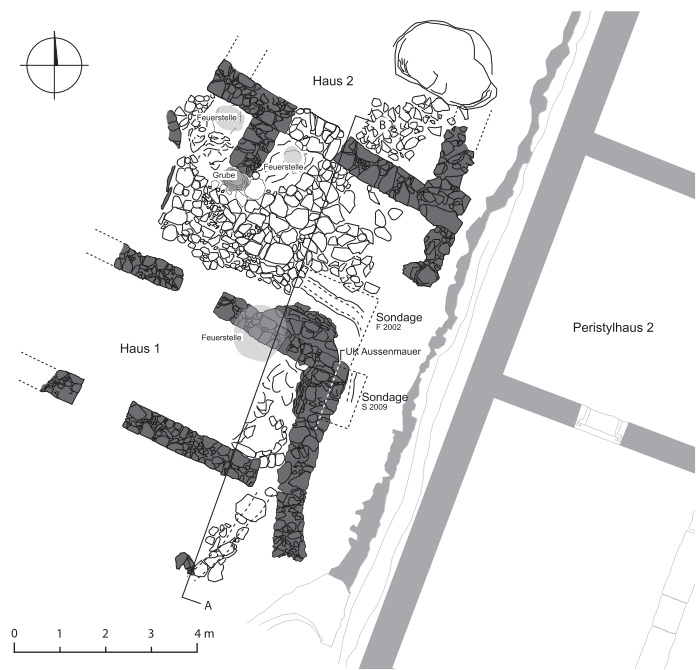 Haus 2
Feuerstelle
B
Feuerstelle
Grube
Sondage
F 2002
Peristylhaus 2
Feuerstelle
Haus 1
UK Aussenmauer
Sondage
S 2009
A
0 1 2 3 4 m